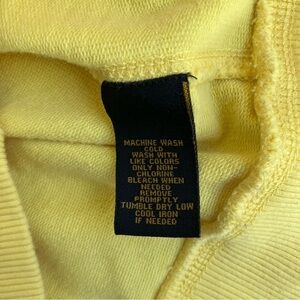 MACHINE WASH
COLD
WASH WITH
LIKE COLORS
ONLY NON-
CHLORINE
BLEACH WHEN
NEEDED
REMOVE
PROMPTLY
TUMBLE DRY LOW
COOL IRON
IF NEEDED